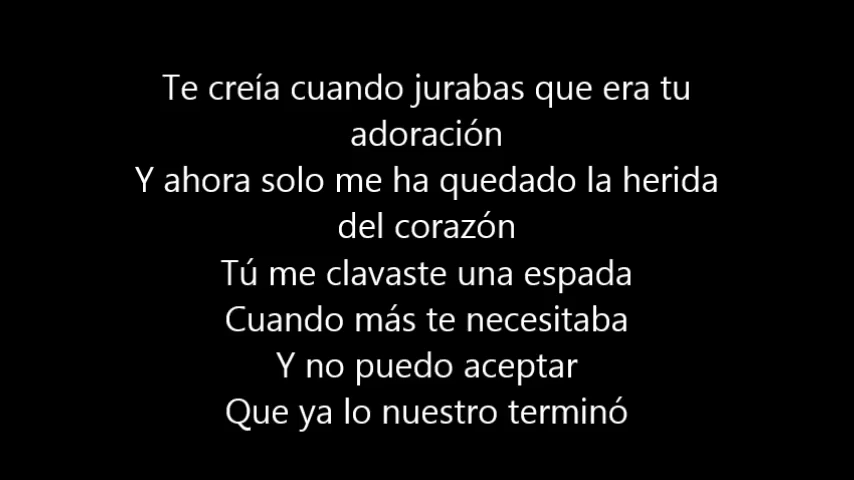 Te creía cuando jurabas que era tu
adoración
Y ahora solo me ha quedado la herida
del corazón
Tú me clavaste una espada
Cuando más te necesitaba
Y no puedo aceptar
Que ya lo nuestro terminó